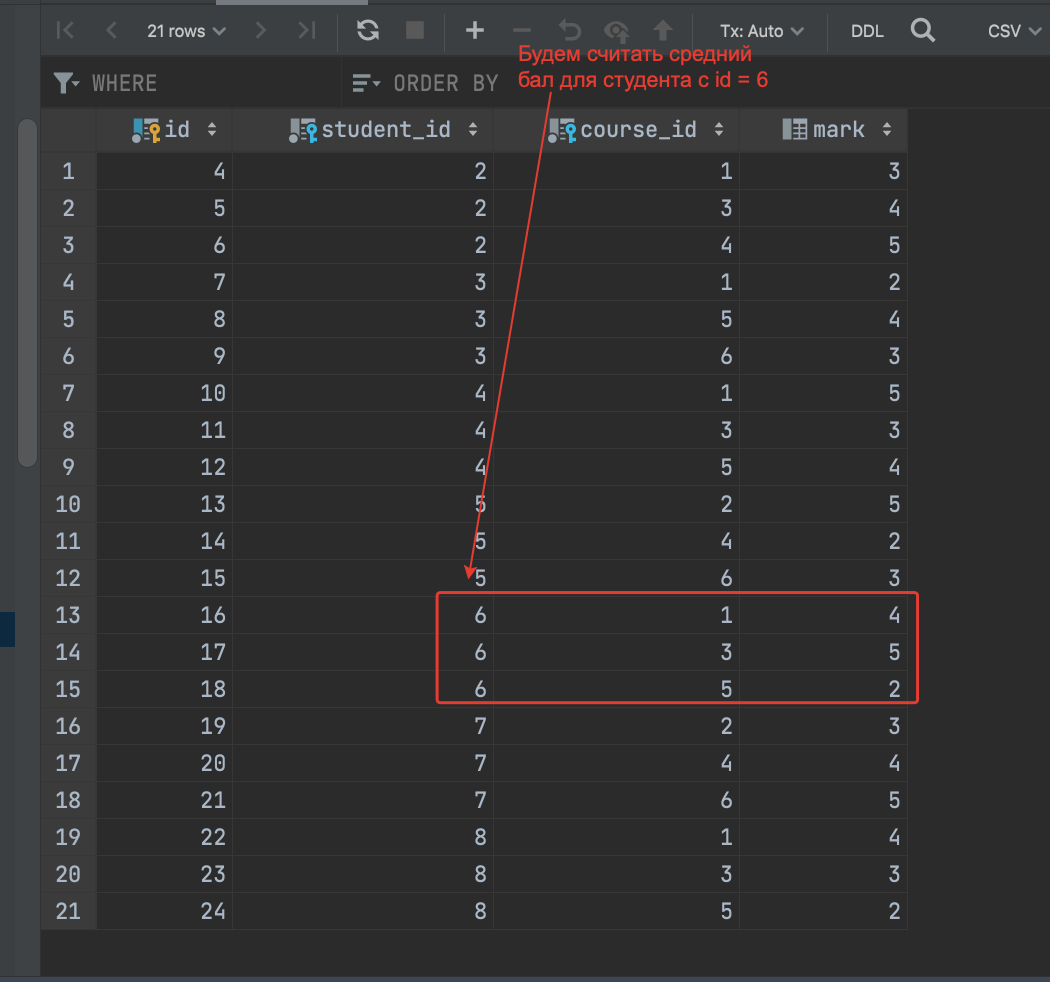 21 rows Tx: Auto DDL CSV
Будем считать средний
бал для студента с id = 6
WHERE ORDER BY
id student_id course_id mark
1 4 2 1 3
2 5 2 3 4
3 6 2 4 5
4 7 3 1 2
5 8 3 5 4
6 9 3 6 3
7 10 4 1 5
8 11 4 3 3
9 12 4 5 4
10 13 5 2 5
11 14 5 4 2
12 15 5 6 3
13 16 6 1 4
14 17 6 3 5
15 18 6 5 2
16 19 7 2 3
17 20 7 4 4
18 21 7 6 5
19 22 8 1 4
20 23 8 3 3
21 24 8 5 2